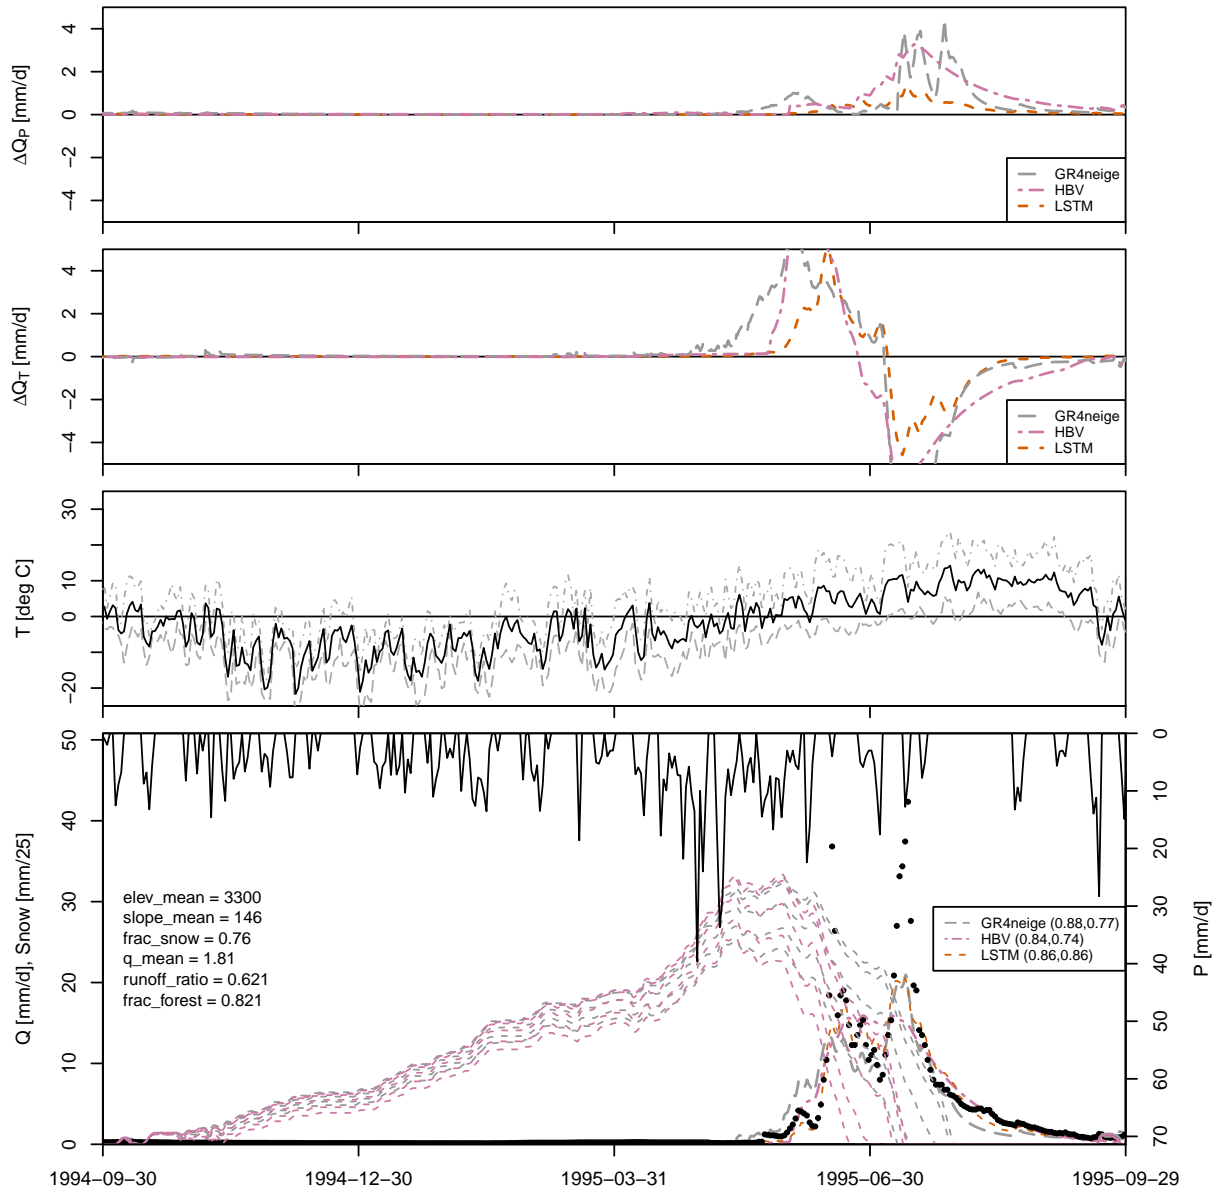 ΔQP [mm/d]
4
2
0
−2
−4
GR4neige
HBV
LSTM
ΔQT [mm/d]
4
2
0
−2
−4
GR4neige
HBV
LSTM
T [deg C]
30
10
0
−20
Q [mm/d], Snow [mm/25]
50
40
30
20
10
0
P [mm/d]
0
10
20
30
40
50
60
70
elev_mean = 3300
slope_mean = 146
frac_snow = 0.76
q_mean = 1.81
runoff_ratio = 0.621
frac_forest = 0.821
GR4neige (0.88,0.77)
HBV (0.84,0.74)
LSTM (0.86,0.86)
1994−09−30 1994−12−30 1995−03−31 1995−06−30 1995−09−29